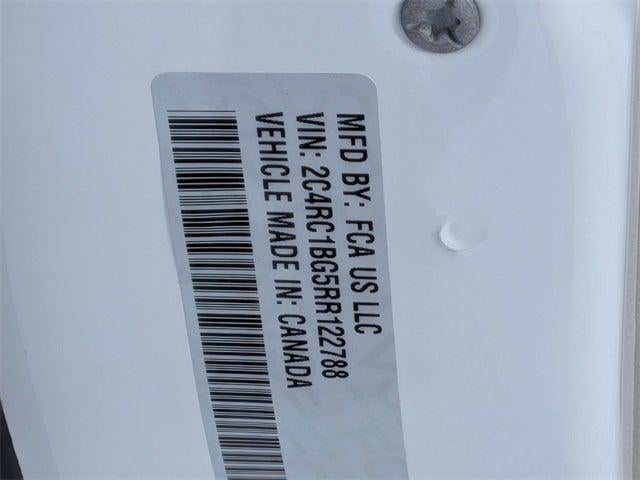 MFD BY: FCA US LLC
VIN: 2C4RC1BG5RR122788
VEHICLE MADE IN: CANADA